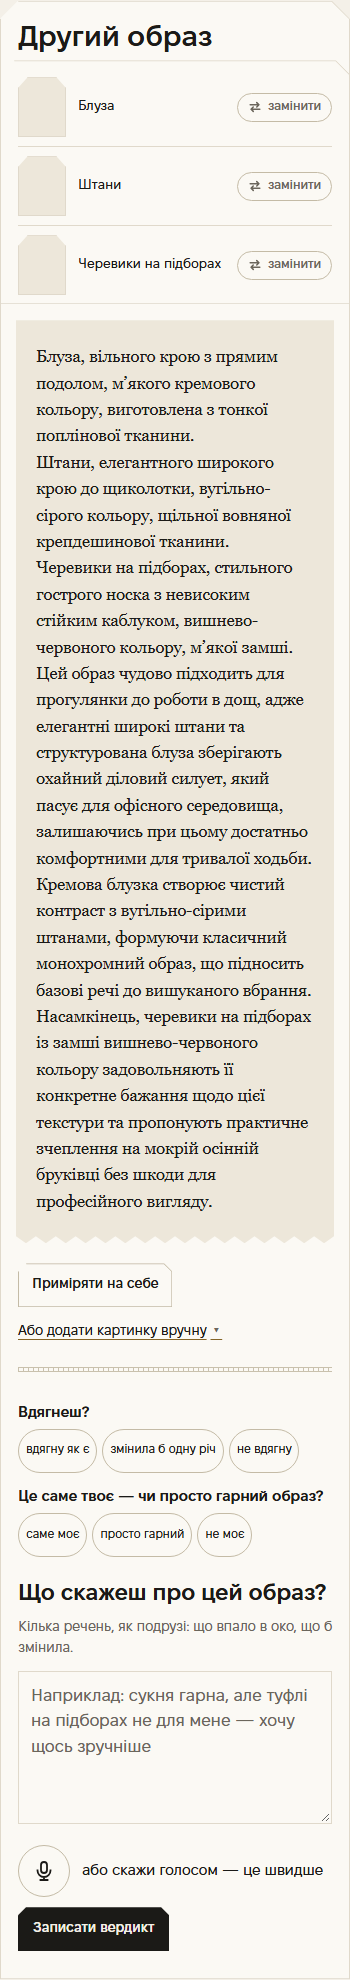 Другий образ
Блуза
замінити
Штани
замінити
Черевики на підборах
замінити
Блуза, вільного крою з прямим
подолом, м’якого кремового
кольору, виготовлена з тонкої
поплінової тканини.
Штани, елегантного широкого
крою до щиколотки, вугільно-
сірого кольору, щільної вовняної
крепдешинової тканини.
Черевики на підборах, стильного
гострого носка з невисоким
стійким каблуком, вишнево-
червоного кольору, м’якої замші.
Цей образ чудово підходить для
прогулянки до роботи в дощ, адже
елегантні широкі штани та
структурована блуза зберігають
охайний діловий силует, який
пасує для офісного середовища,
залишаючись при цьому достатньо
комфортними для тривалої ходьби.
Кремова блузка створює чистий
контраст з вугільно-сірими
штанами, формуючи класичний
монохромний образ, що підносить
базові речі до вишуканого вбрання.
Насамкінець, черевики на підборах
із замші вишнево-червоного
кольору задовольняють її
конкретне бажання щодо цієї
текстури та пропонують практичне
зчеплення на мокрій осінній
бруківці без шкоди для
професійного вигляду.
Приміряти на себе
Або додати картинку вручну
Вдягнеш?
вдягну як є
змінила б одну річ
не вдягну
Це саме твоє — чи просто гарний образ?
саме моє
просто гарний
не моє
Що скажеш про цей образ?
Кілька речень, як подрузі: що впало в око, що б
змінила.
Наприклад: сукня гарна, але туфлі
на підборах не для мене — хочу
щось зручніше
або скажи голосом — це швидше
Записати вердикт